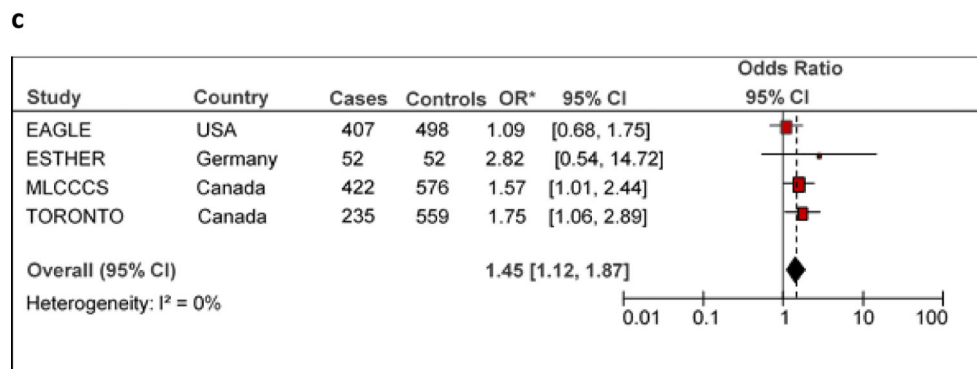 c
Odds Ratio
Study Country Cases Controls OR* 95% CI 95% CI
EAGLE USA 407 498 1.09 [0.68, 1.75]
ESTHER Germany 52 52 2.82 [0.54, 14.72]
MLCCCS Canada 422 576 1.57 [1.01, 2.44]
TORONTO Canada 235 559 1.75 [1.06, 2.89]
Overall (95% CI) 1.45 [1.12, 1.87]
Heterogeneity: I² = 0%
0.01 0.1 1 10 100